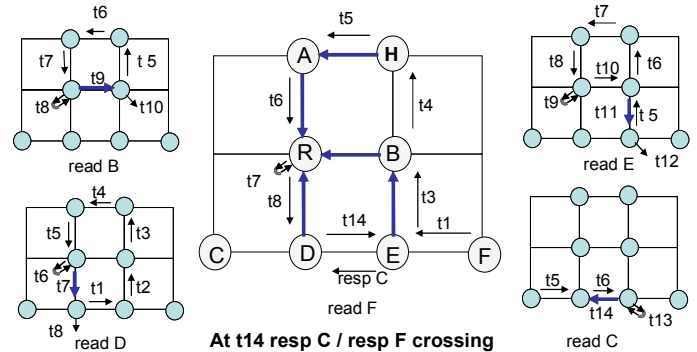 t6
t7
t 5
t9
t8
t10
read B
t4
t5
t3
t6
t7
t1
t2
t8
read D
t5
A
H
t6
t4
R
B
t7
t8
t3
t14
t1
C
D
E
F
resp C
read F
At t14 resp C / resp F crossing
t7
t8
t10
t6
t9
t11
t 5
t12
read E
t5
t6
t14
t13
read C